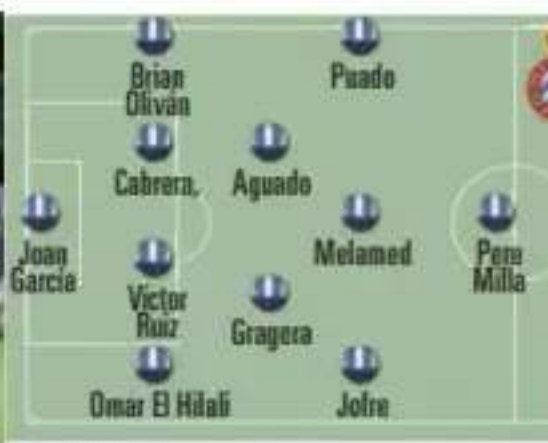 Brian
Oliván
Puado
Cabrera,
Aguado
Joan
García
Melamed
Pere
Milla
Víctor
Ruiz
Gragera
Omar El Hilali
Jofre